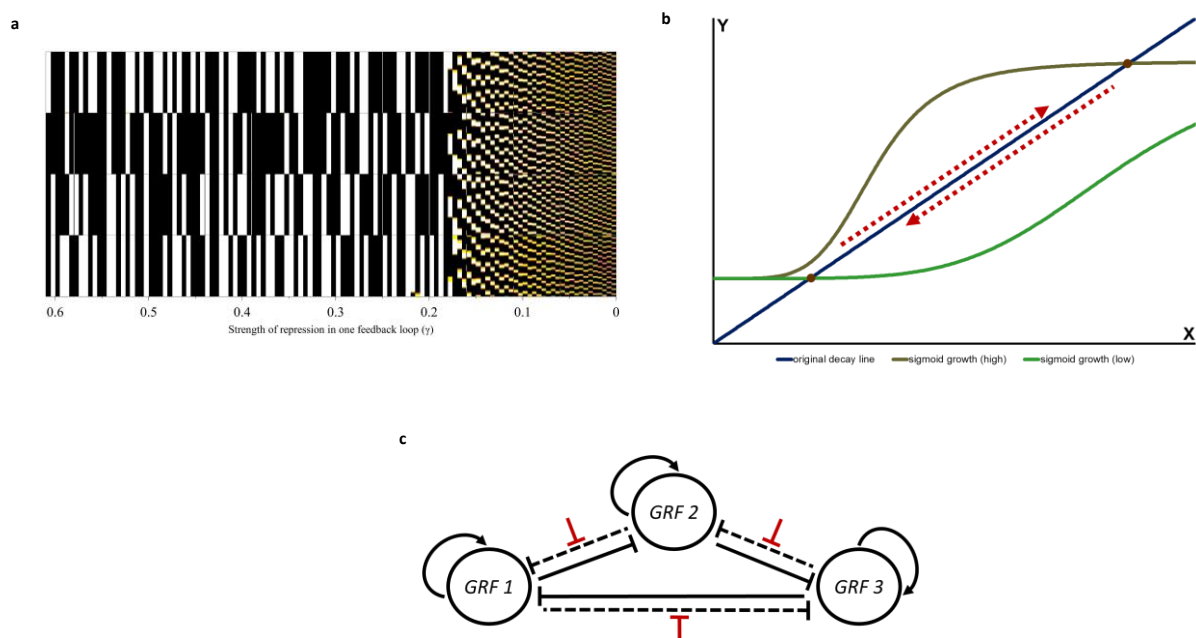 a
0.6 0.5 0.4 0.3 0.2 0.1 0
Strength of repression in one feedback loop (γ)
b
Y
X
original decay line sigmoid growth (high) sigmoid growth (low)
c
GRF 2
GRF 1
GRF 3